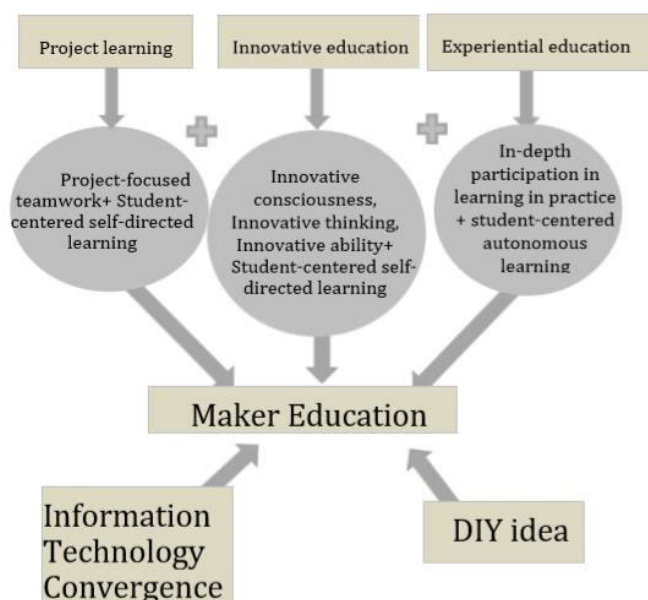 Project learning
Innovative education
Experiential education
Project-focused
teamwork+ Student-
centered self-directed
learning
Innovative
consciousness,
Innovative thinking,
Innovative ability+
Student-centered self-
directed learning
In-depth
participation in
learning in practice
+ student-centered
autonomous
learning
Maker Education
Information
Technology
Convergence
DIY idea